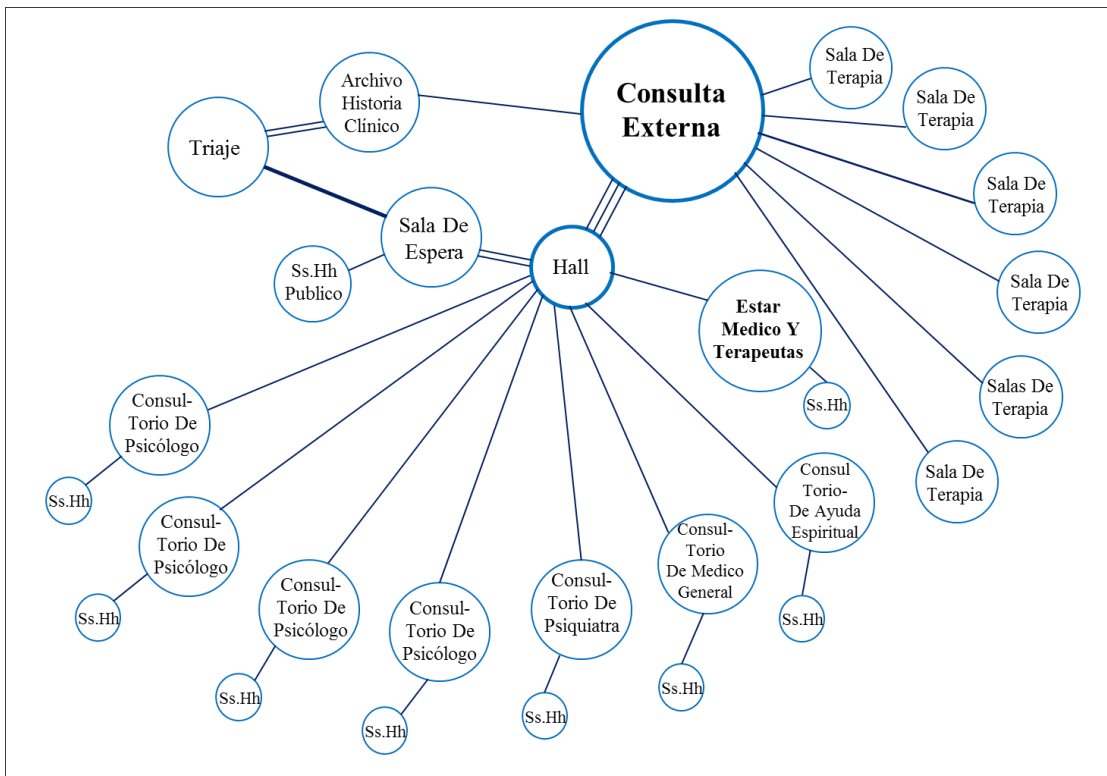 Consulta
Externa
Sala De
Terapia
Sala De
Terapia
Sala De
Terapia
Sala De
Terapia
Salas De
Terapia
Sala De
Terapia
Archivo
Historia
Clínico
Triaje
Sala De
Espera
Ss.Hh
Publico
Hall
Estar
Medico Y
Terapeutas
Ss.Hh
Consul-
Torio De
Psicólogo
Ss.Hh
Consul-
Torio De
Psicólogo
Ss.Hh
Consul-
Torio De
Psicólogo
Ss.Hh
Consul-
Torio De
Psicólogo
Ss.Hh
Consul-
Torio De
Psiquiatra
Ss.Hh
Consul-
Torio
De Medico
General
Ss.Hh
Consul
Torio-
De Ayuda
Espiritual
Ss.Hh